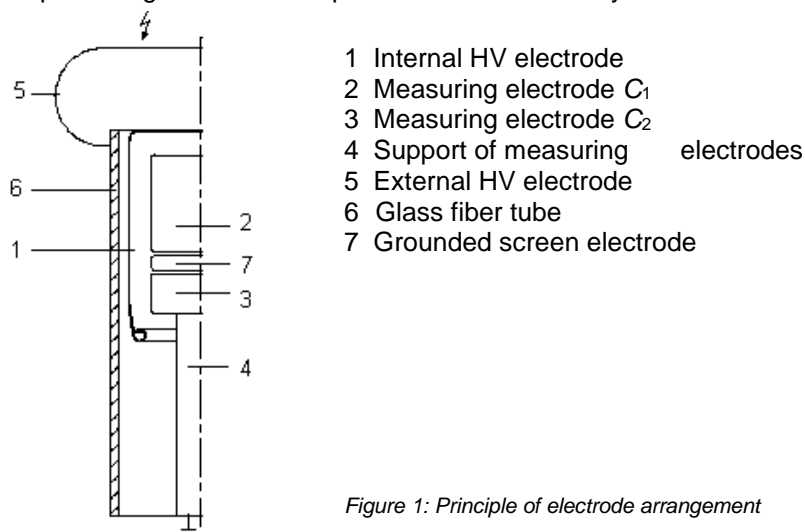 1 Internal HV electrode
2 Measuring electrode C1
3 Measuring electrode C2
4 Support of measuring electrodes
5 External HV electrode
6 Glass fiber tube
7 Grounded screen electrode
5
6
1
2
7
3
4
Figure 1: Principle of electrode arrangement